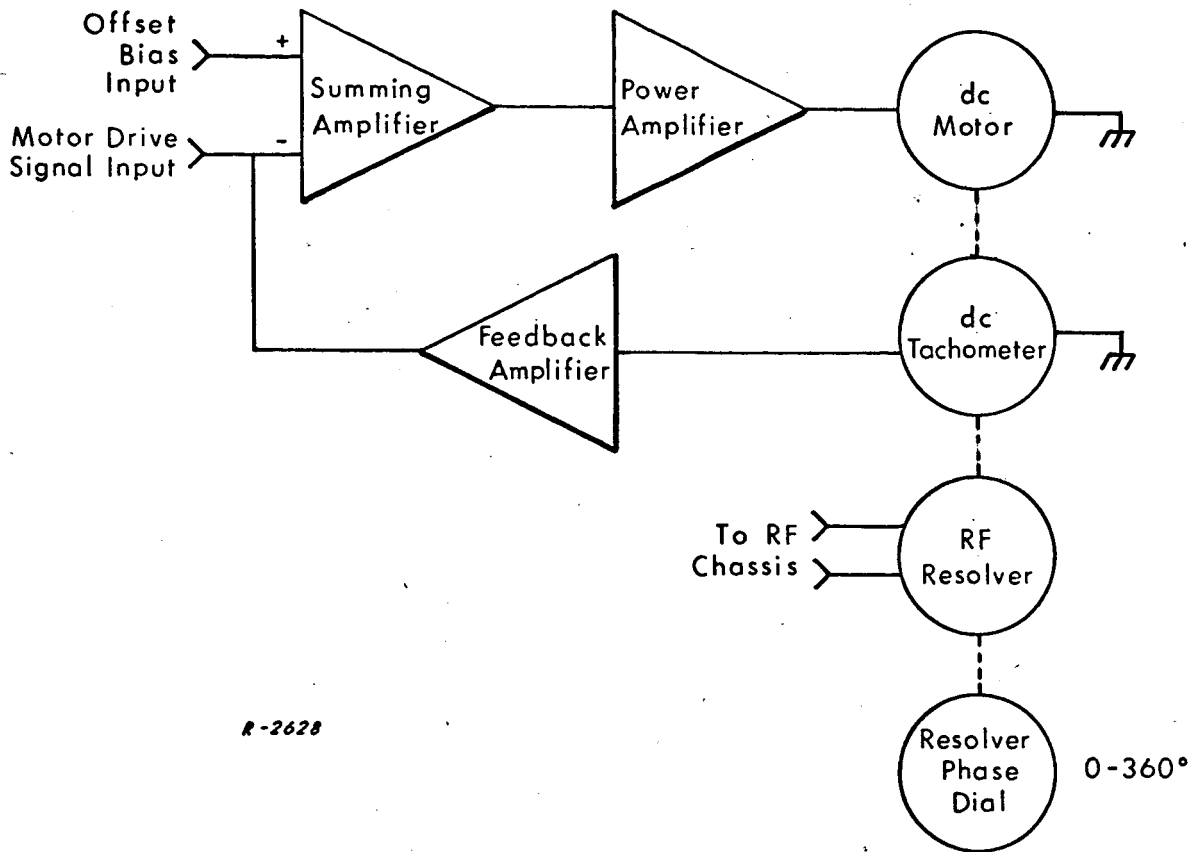 Offset
Bias
Input
+
Motor Drive
Signal Input
-
Summing
Amplifier
Power
Amplifier
dc
Motor
Feedback
Amplifier
dc
Tachometer
To RF
Chassis
RF
Resolver
Resolver
Phase
Dial
0-360°
R-2628